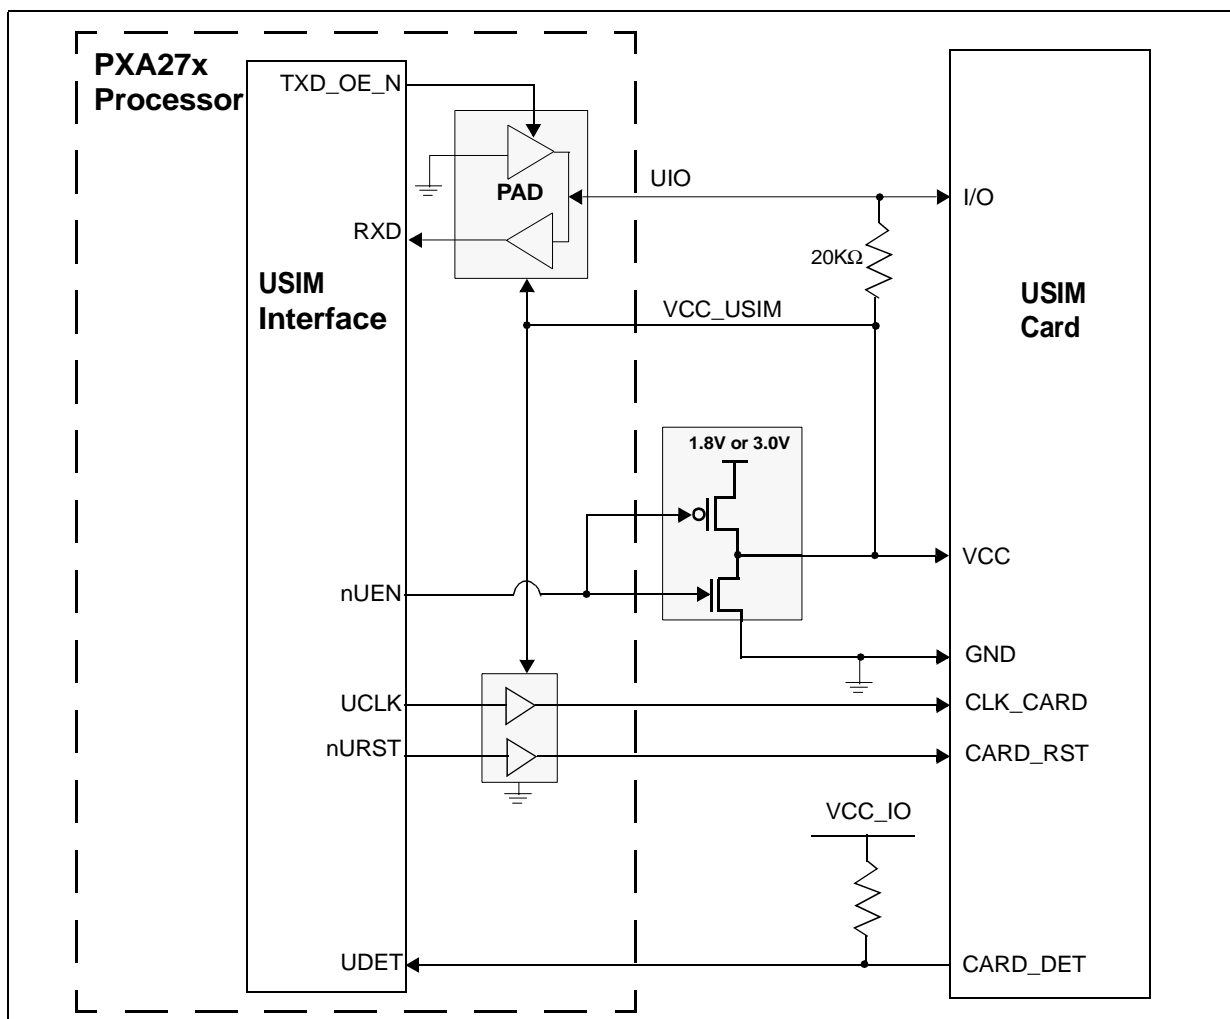 PXA27x
Processor
TXD_OE_N
PAD
UIO
I/O
RXD
20KΩ
USIM
Interface
VCC_USIM
USIM
Card
1.8V or 3.0V
VCC
nUEN
GND
UCLK
CLK_CARD
nURST
CARD_RST
VCC_IO
UDET
CARD_DET